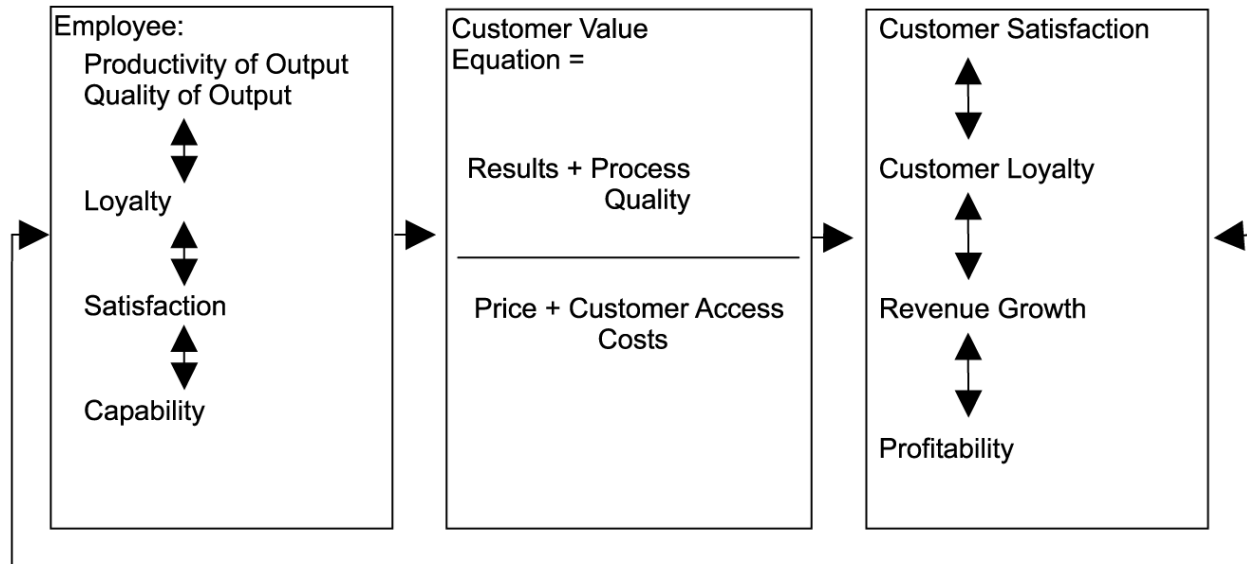 Employee:
Productivity of Output
Quality of Output
Loyalty
Satisfaction
Capability
Customer Value
Equation =
Results + Process
Quality
Price + Customer Access
Costs
Customer Satisfaction
Customer Loyalty
Revenue Growth
Profitability